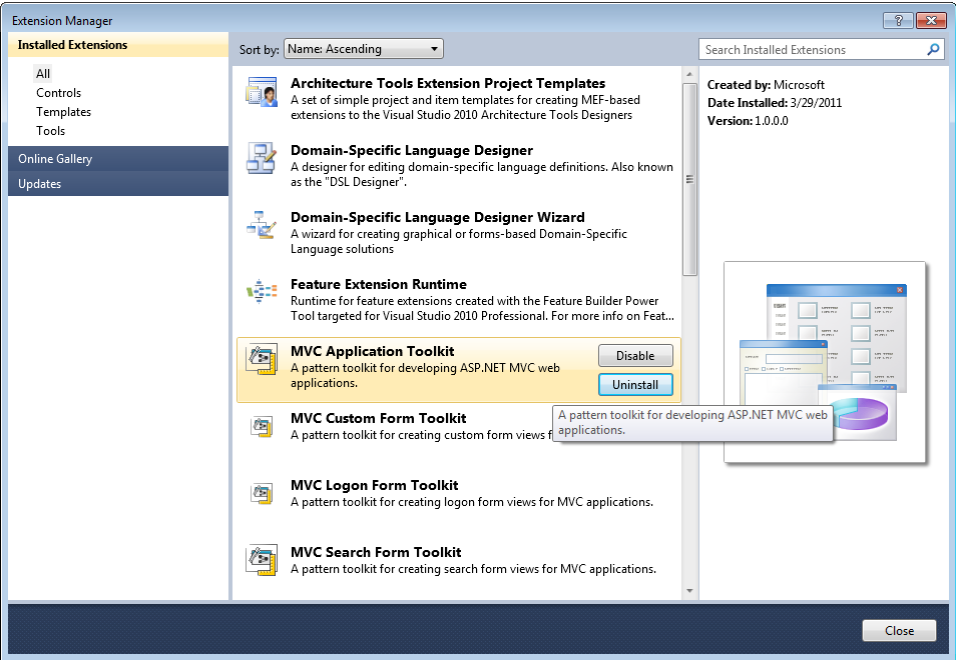 Extension Manager
Installed Extensions
All
Controls
Templates
Tools
Online Gallery
Updates
Sort by: Name: Ascending
Search Installed Extensions
Architecture Tools Extension Project Templates
A set of simple project and item templates for creating MEF-based
extensions to the Visual Studio 2010 Architecture Tools Designers
Domain-Specific Language Designer
A designer for editing domain-specific language definitions. Also known
as the "DSL Designer".
Domain-Specific Language Designer Wizard
A wizard for creating graphical or forms-based Domain-Specific
Language solutions
Feature Extension Runtime
Runtime for feature extensions created with the Feature Builder Power
Tool targeted for Visual Studio 2010 Professional. For more info on Feat...
MVC Application Toolkit
A pattern toolkit for developing ASP.NET MVC web
applications.
Disable
Uninstall
A pattern toolkit for developing ASP.NET MVC web
applications.
MVC Custom Form Toolkit
A pattern toolkit for creating custom form views f
MVC Logon Form Toolkit
A pattern toolkit for creating logon form views for MVC applications.
MVC Search Form Toolkit
A pattern toolkit for creating search form views for MVC applications.
Created by: Microsoft
Date Installed: 3/29/2011
Version: 1.0.0.0
Close